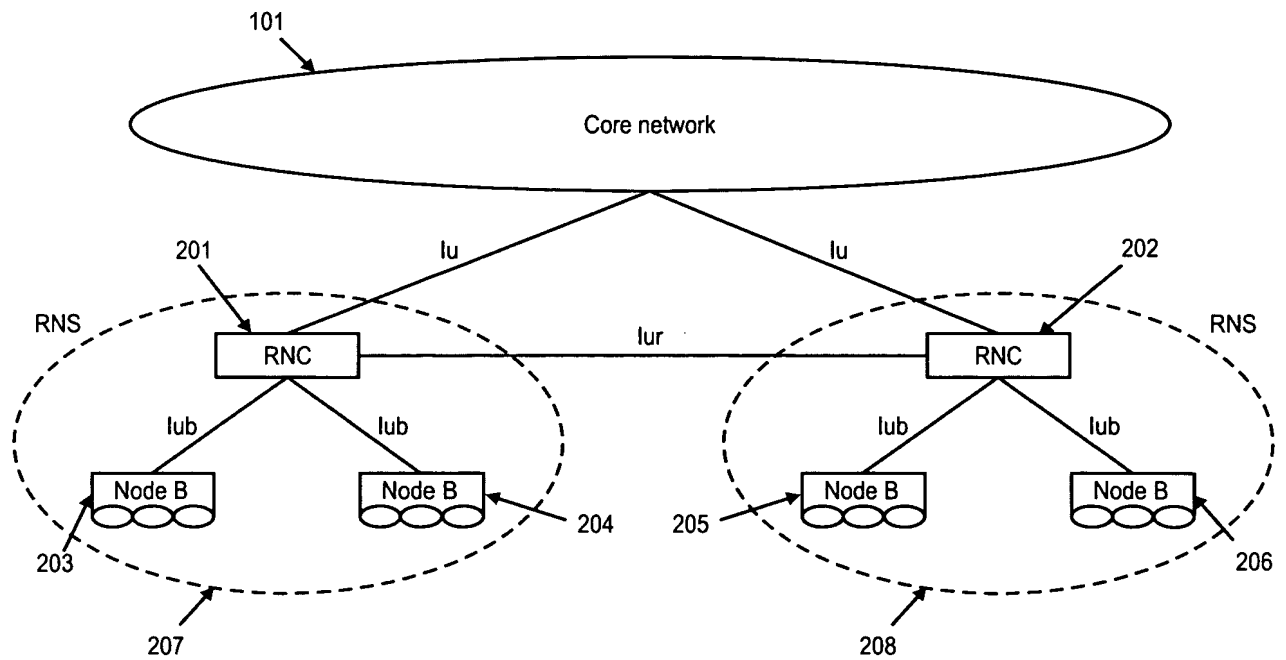 101
Core network
Iu
Iu
201
202
RNS
RNS
RNC
Iur
RNC
Iub
Iub
Iub
Iub
Node B
Node B
Node B
Node B
203
204
205
206
207
208